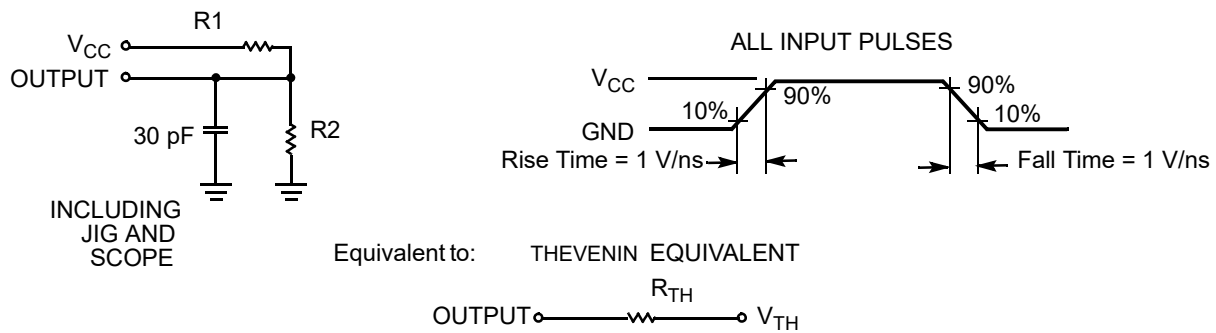 R1
VCC
OUTPUT
30 pF
R2
INCLUDING
JIG AND
SCOPE
ALL INPUT PULSES
VCC
GND
10%
90%
90%
10%
Rise Time = 1 V/ns
Fall Time = 1 V/ns
Equivalent to: THEVENIN EQUIVALENT
RTH
OUTPUT
VTH